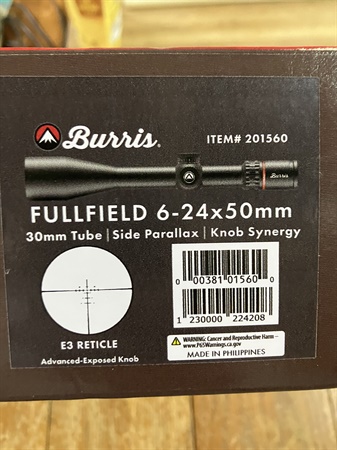 Burris.
ITEM# 201560
Burris
FULLFIELD 6-24x50mm
30mm Tube | Side Parallax | Knob Synergy
0 00381 01560 0
1 230000 224208
E3 RETICLE
Advanced-Exposed Knob
WARNING: Cancer and Reproductive Harm -
www.P65Warnings.ca.gov
MADE IN PHILIPPINES